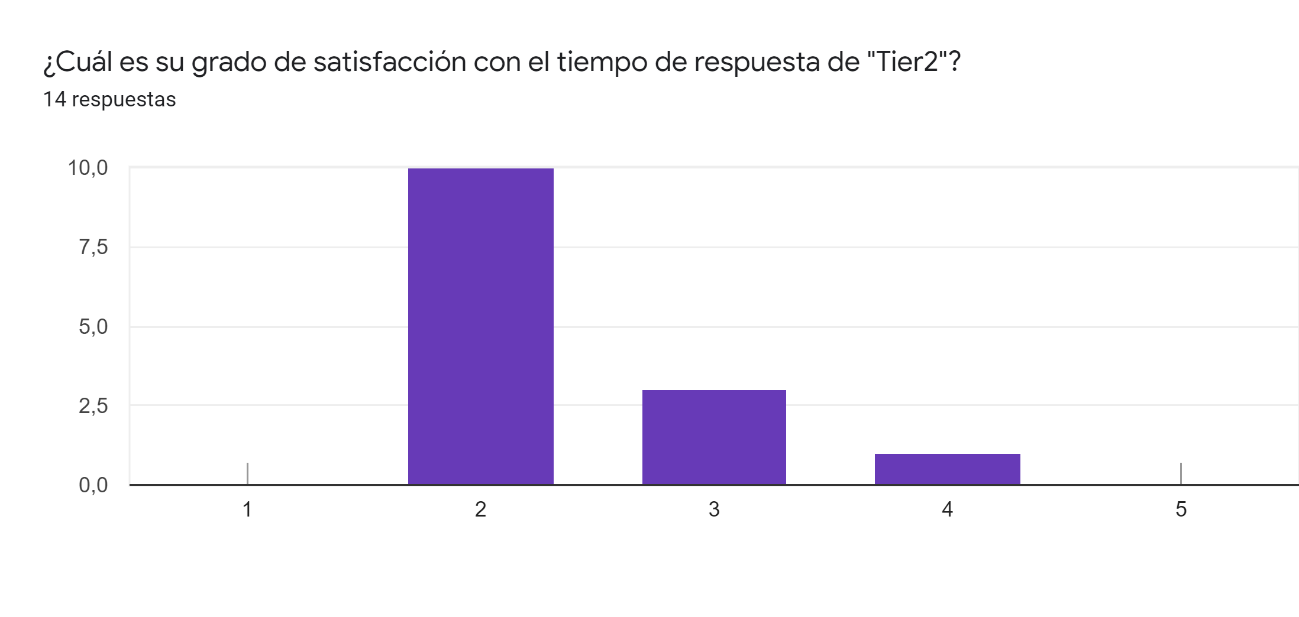 ¿Cuál es su grado de satisfacción con el tiempo de respuesta de "Tier2"?
14 respuestas
10,0
7,5
5,0
2,5
0,0
1 2 3 4 5